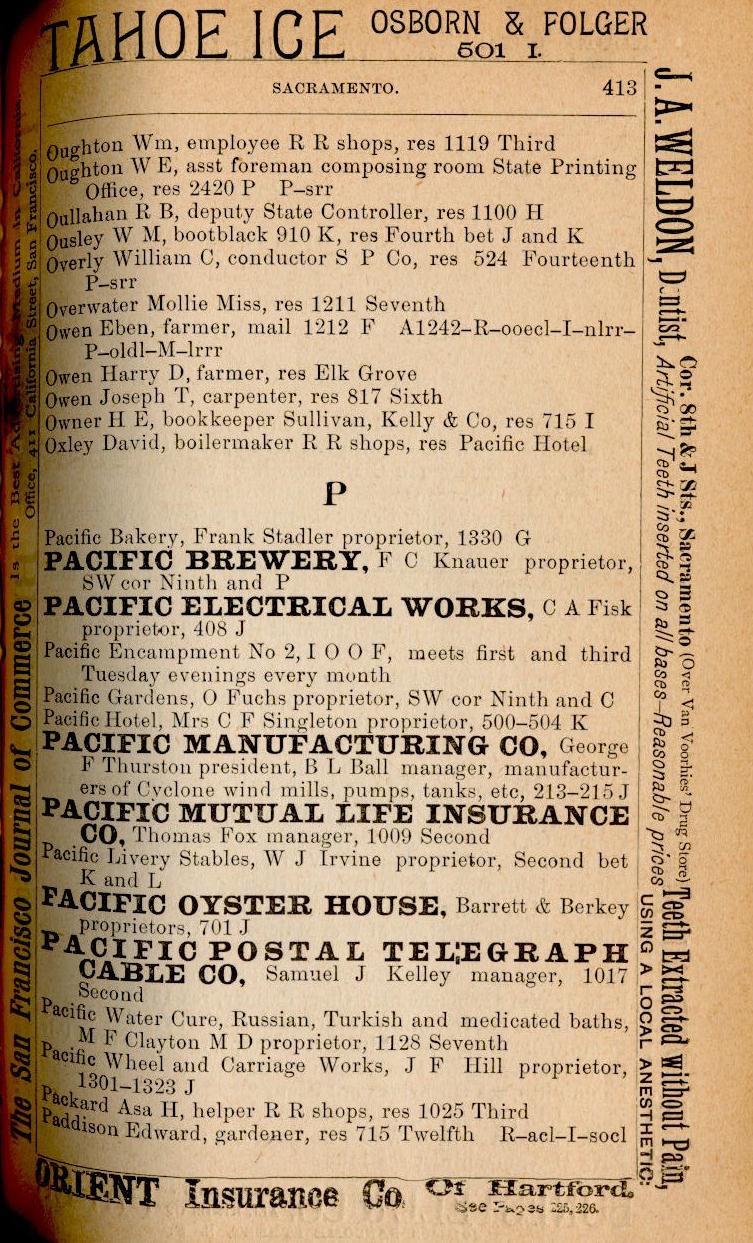 TAHOE ICE OSBORN & FOLGER
501 I.
SACRAMENTO. 413
Oughton Wm, employee R R shops, res 1119 Third
Oughton W E, asst foreman composing room State Printing
Office, res 2420 P P-srr
Oullahan R B, deputy State Controller, res 1100 H
Ousley W M, bootblack 910 K, res Fourth bet J and K
Overly William C, conductor S P Co, res 524 Fourteenth
P-srr
Overwater Mollie Miss, res 1211 Seventh
Owen Eben, farmer, mail 1212 F A1242-R-ooecl-I-nlrr-
P-oldl-M-lrrr
Owen Harry D, farmer, res Elk Grove
Owen Joseph T, carpenter, res 817 Sixth
Owner H E, bookkeeper Sullivan, Kelly & Co, res 715 I
Oxley David, boilermaker R R shops, res Pacific Hotel
P
Pacific Bakery, Frank Stadler proprietor, 1330 G
PACIFIC BREWERY, F C Knauer proprietor,
SW cor Ninth and P
PACIFIC ELECTRICAL WORKS, C A Fisk
proprietor, 408 J
Pacific Encampment No 2, I O O F, meets first and third
Tuesday evenings every month
Pacific Gardens, O Fuchs proprietor, SW cor Ninth and C
Pacific Hotel, Mrs C F Singleton proprietor, 500-504 K
PACIFIC MANUFACTURING CO, George
F Thurston president, B L Ball manager, manufactur-
ers of Cyclone wind mills, pumps, tanks, etc, 213-215 J
PACIFIC MUTUAL LIFE INSURANCE
CO, Thomas Fox manager, 1009 Second
Pacific Livery Stables, W J Irvine proprietor, Second bet
K and L
PACIFIC OYSTER HOUSE, Barrett & Berkey
proprietors, 701 J
PACIFIC POSTAL TELEGRAPH
CABLE CO, Samuel J Kelley manager, 1017
Second
Pacific Water Cure, Russian, Turkish and medicated baths,
M F Clayton M D proprietor, 1128 Seventh
Pacific Wheel and Carriage Works, J F Hill proprietor,
1301-1323 J
Packard Asa H, helper R R shops, res 1025 Third
Paddison Edward, gardener, res 715 Twelfth R-acl-I-socl
ORIENT Insurance Co Of Hartford.
See Pages 225, 226.
The San Francisco Journal of Commerce Is the Best Advertising Medium in California.
Office, 411 California Street, San Francisco.
J. A. WELDON, Dentist, Cor. 8th & J Sts., Sacramento (Over Van Voorhies' Drug Store) Teeth Extracted without Pain,
Artificial Teeth inserted on all bases—Reasonable prices USING A LOCAL ANESTHETIC.